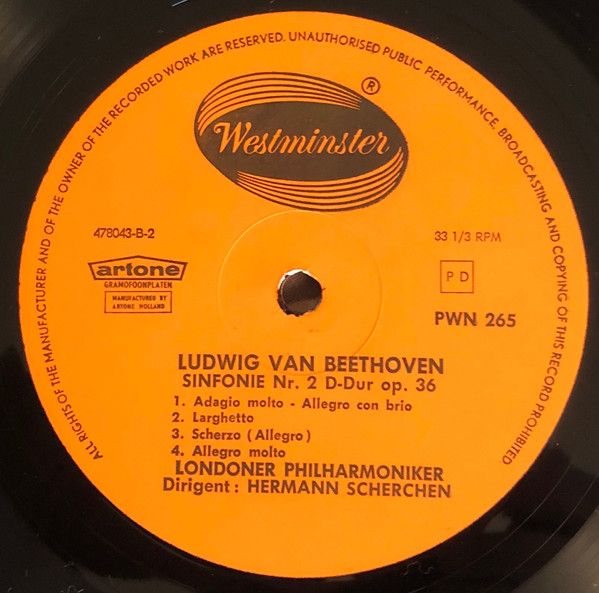 ALL RIGHTS OF THE MANUFACTURER AND OF THE OWNER OF THE RECORDED WORK ARE RESERVED. UNAUTHORISED PUBLIC PERFORMANCE, BROADCASTING AND COPYING OF THIS RECORD PROHIBITED
®
Westminster
478043-B-2
33 1/3 RPM
artone
GRAMOFOONPLATEN
MANUFACTURED BY
ARTONE HOLLAND
P D
PWN 265
LUDWIG VAN BEETHOVEN
SINFONIE Nr. 2 D-Dur op. 36
1. Adagio molto - Allegro con brio
2. Larghetto
3. Scherzo (Allegro)
4. Allegro molto
LONDONER PHILHARMONIKER
Dirigent: HERMANN SCHERCHEN